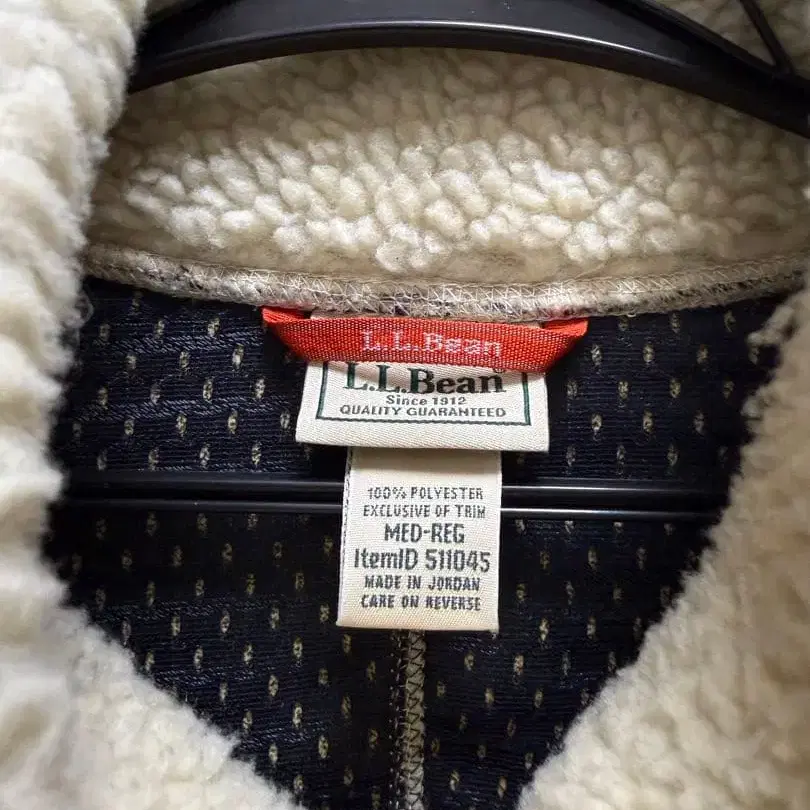 L.L.Bean
L.L.Bean
Since 1912
QUALITY GUARANTEED
100% POLYESTER
EXCLUSIVE OF TRIM
MED-REG
ItemID 511045
MADE IN JORDAN
CARE ON REVERSE